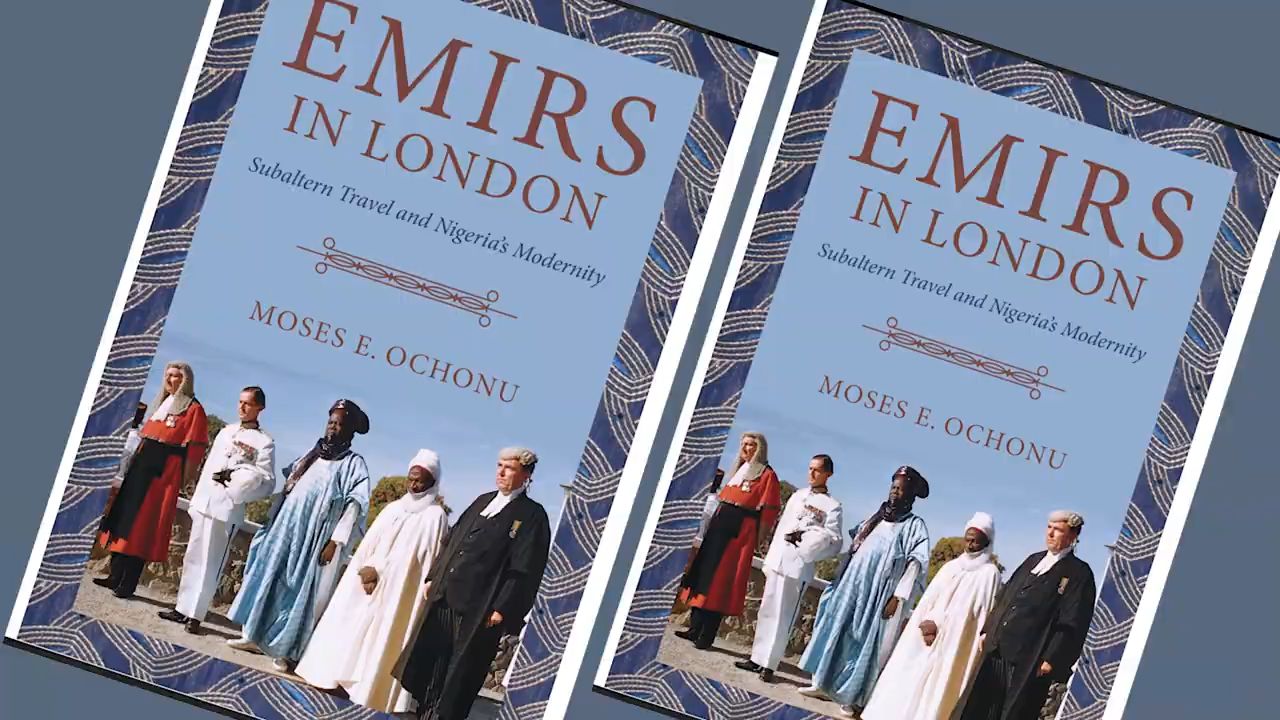 EMIRS
IN LONDON
Subaltern Travel and Nigeria's Modernity
MOSES E. OCHONU
EMIRS
IN LONDON
Subaltern Travel and Nigeria's Modernity
MOSES E. OCHONU